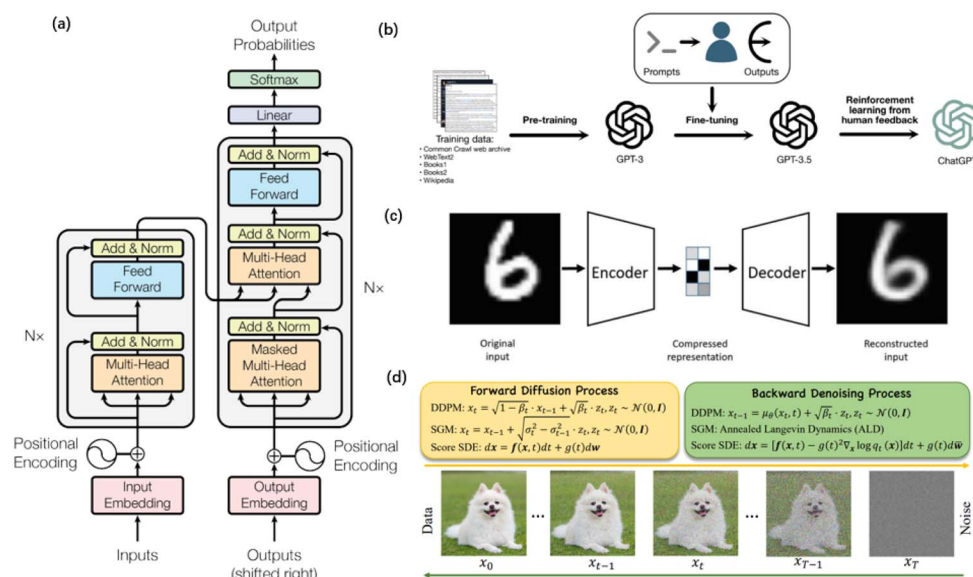 (a)
Output
Probabilities
Softmax
Linear
Add & Norm
Feed
Forward
Add & Norm
Multi-Head
Attention
Add & Norm
Masked
Multi-Head
Attention
N×
Add & Norm
Feed
Forward
Add & Norm
Multi-Head
Attention
N×
Positional
Encoding
Positional
Encoding
Input
Embedding
Output
Embedding
Inputs
Outputs
(shifted right)
(b)
Prompts
Outputs
Training data:
• Common Crawl web archive
• WebText2
• Books1
• Books2
• Wikipedia
Pre-training
GPT-3
Fine-tuning
GPT-3.5
Reinforcement
learning from
human feedback
ChatGPT
(c)
Original
input
Encoder
Compressed
representation
Decoder
Reconstructed
input
(d)
Forward Diffusion Process
DDPM: x_t = √(1 − β_t) · x_{t−1} + √β_t · z_t, z_t ~ 𝒩(0, I)
SGM: x_t = x_{t−1} + √(σ_t² − σ_{t−1}²) · z_t, z_t ~ 𝒩(0, I)
Score SDE: dx = f(x, t)dt + g(t)dw
Backward Denoising Process
DDPM: x_{t−1} = μ_θ(x_t, t) + √β_t · z_t, z_t ~ 𝒩(0, I)
SGM: Annealed Langevin Dynamics (ALD)
Score SDE: dx = [f(x, t) − g(t)²∇_x log q_t(x)]dt + g(t)dw̄
Data
... ...
Noise
x_0
x_{t−1}
x_t
x_{T−1}
x_T